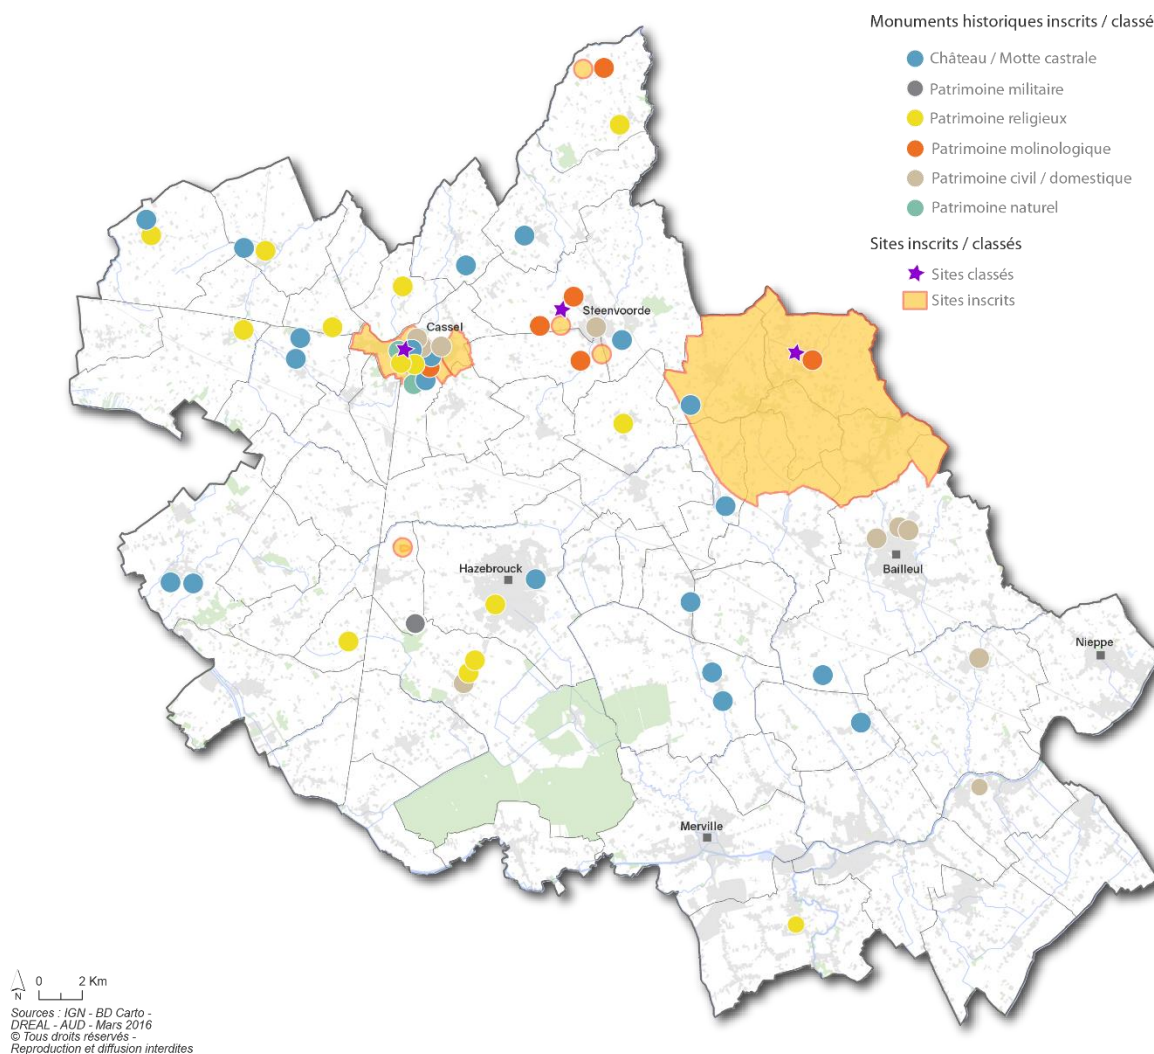 Monuments historiques inscrits / classé
Château / Motte castrale
Patrimoine militaire
Patrimoine religieux
Patrimoine molinologique
Patrimoine civil / domestique
Patrimoine naturel
Sites inscrits / classés
Sites classés
Sites inscrits
Steenvoorde
Cassel
Hazebrouck
Bailleul
Nieppe
Merville
N
0 2 Km
Sources : IGN - BD Carto -
DREAL - AUD - Mars 2016
© Tous droits réservés -
Reproduction et diffusion interdites